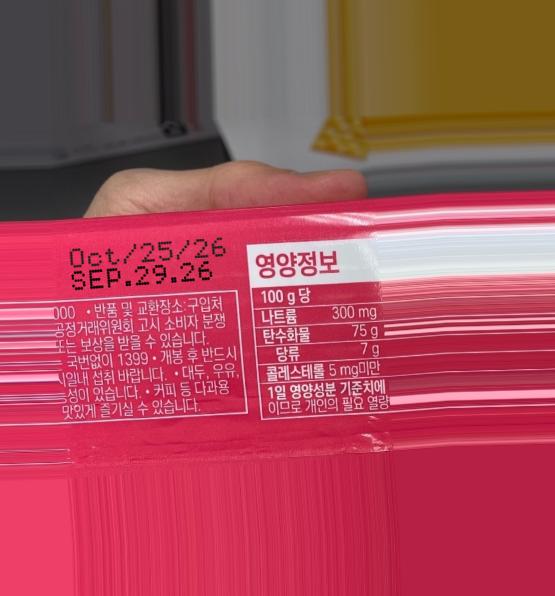 Oct/25/26
SEP.29.26
000 • 반품 및 교환장소:구입처
공정거래위원회 고시 소비자 분쟁
또는 보상을 받을 수 있습니다.
국번없이 1399 • 개봉 후 반드시
시일내 섭취 바랍니다. • 대두, 우유,
성이 있습니다. • 커피 등 다과용
맛있게 즐기실 수 있습니다.
영양정보
100 g 당
나트륨 300 mg
탄수화물 75 g
당류 7 g
콜레스테롤 5 mg미만
1일 영양성분 기준치에
이므로 개인의 필요 열량